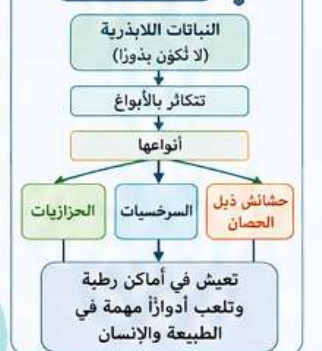 النباتات اللابذرية
(لا تُكوّن بذورًا)
تتكاثر بالأبواغ
أنواعها
حشائش ذيل
الحصان
السرخسيات
الحزازيات
تعيش في أماكن رطبة
وتلعب أدوارًا مهمة في
الطبيعة والإنسان